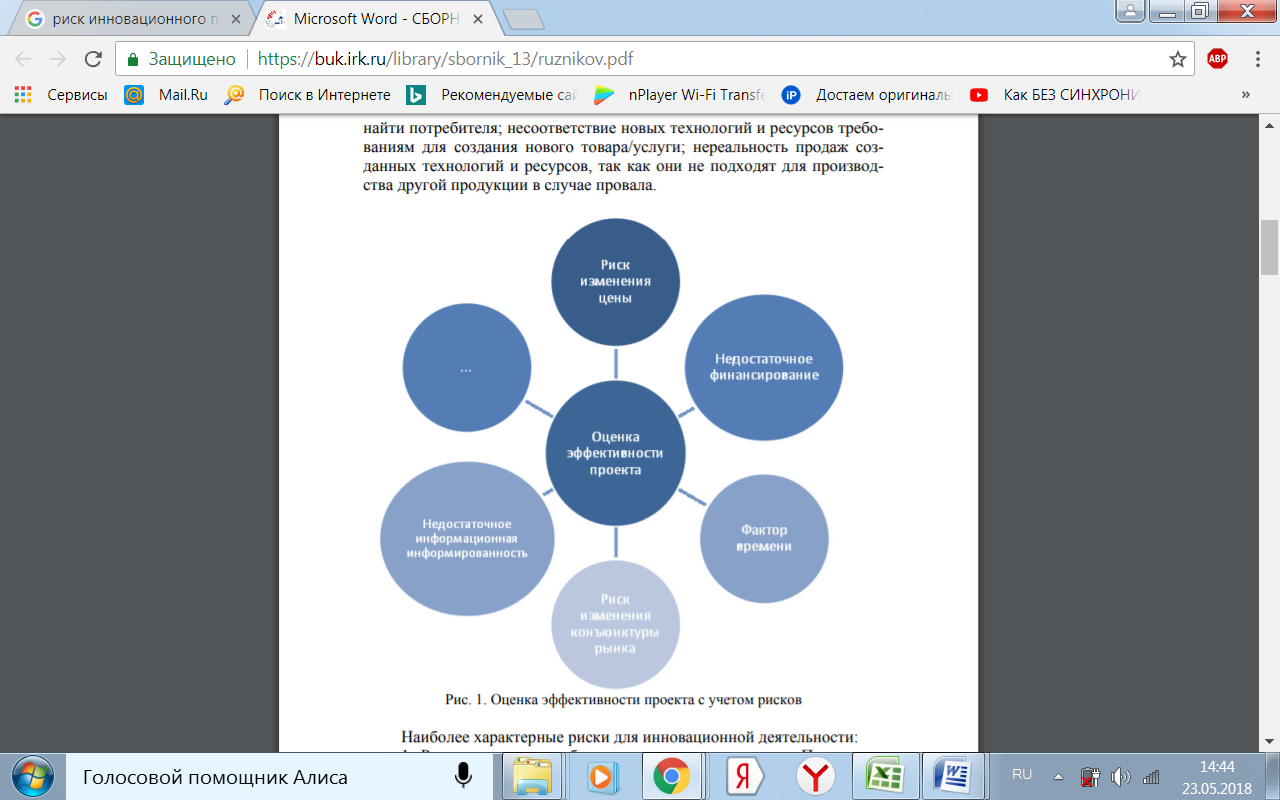 риск инновационного п
Microsoft Word - СБОРН
Защищено
https://buk.irk.ru/library/sbornik_13/ruznikov.pdf
ABP
Сервисы
Mail.Ru
Поиск в Интернете
Рекомендуемые сай
nPlayer Wi-Fi Transfe
iP
Достаем оригиналь
Как БЕЗ СИНХРОНИ
»
найти потребителя; несоответствие новых технологий и ресурсов требо-
ваниям для создания нового товара/услуги; нереальность продаж соз-
данных технологий и ресурсов, так как они не подходят для производ-
ства другой продукции в случае провала.
Риск
изменения
цены
Недостаточное
финансирование
...
Оценка
эффективности
проекта
Недостаточное
информационная
информированность
Фактор
времени
Риск
изменения
конъюнктуры
рынка
Рис. 1. Оценка эффективности проекта с учетом рисков
Наиболее характерные риски для инновационной деятельности:
Голосовой помощник Алиса
RU
14:44
23.05.2018